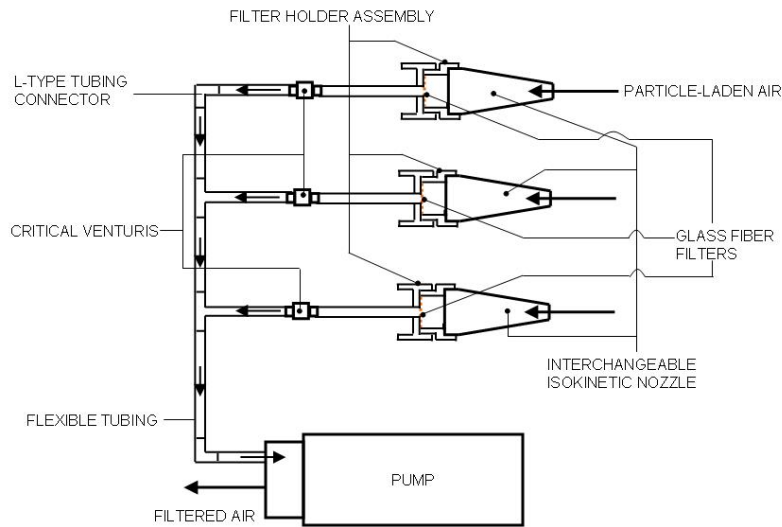 FILTER HOLDER ASSEMBLY
L-TYPE TUBING
CONNECTOR
PARTICLE-LADEN AIR
CRITICAL VENTURIS
GLASS FIBER
FILTERS
INTERCHANGEABLE
ISOKINETIC NOZZLE
FLEXIBLE TUBING
PUMP
FILTERED AIR